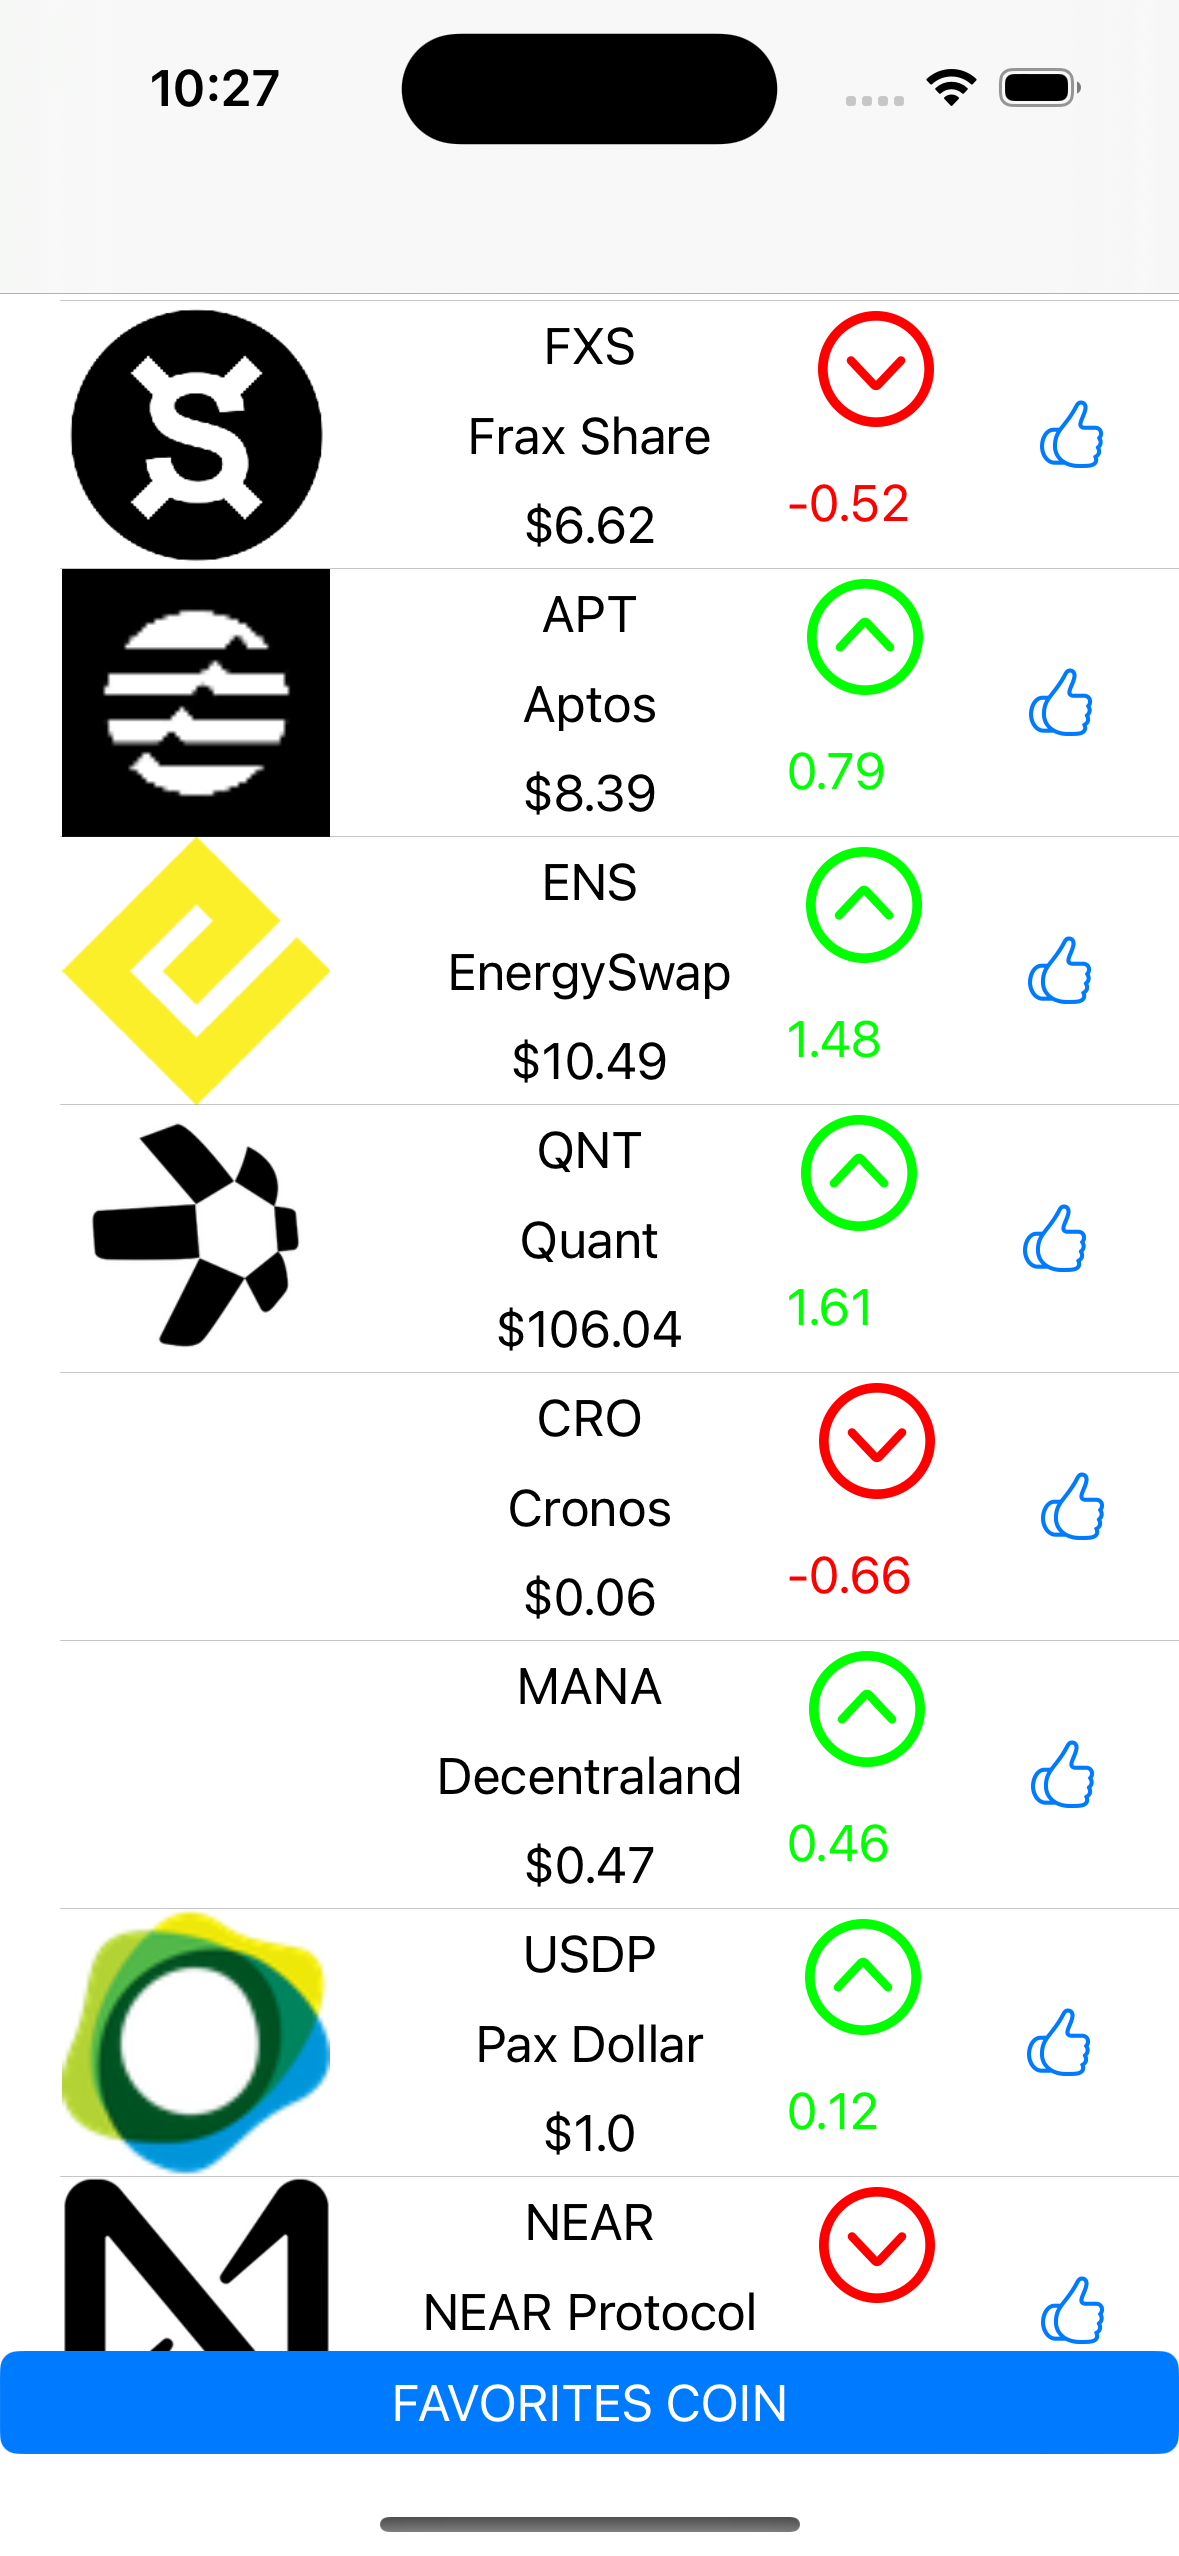 10:27
FXS
Frax Share
$6.62
-0.52
APT
Aptos
$8.39
0.79
ENS
EnergySwap
$10.49
1.48
QNT
Quant
$106.04
1.61
CRO
Cronos
$0.06
-0.66
MANA
Decentraland
$0.47
0.46
USDP
Pax Dollar
$1.0
0.12
NEAR
NEAR Protocol
FAVORITES COIN